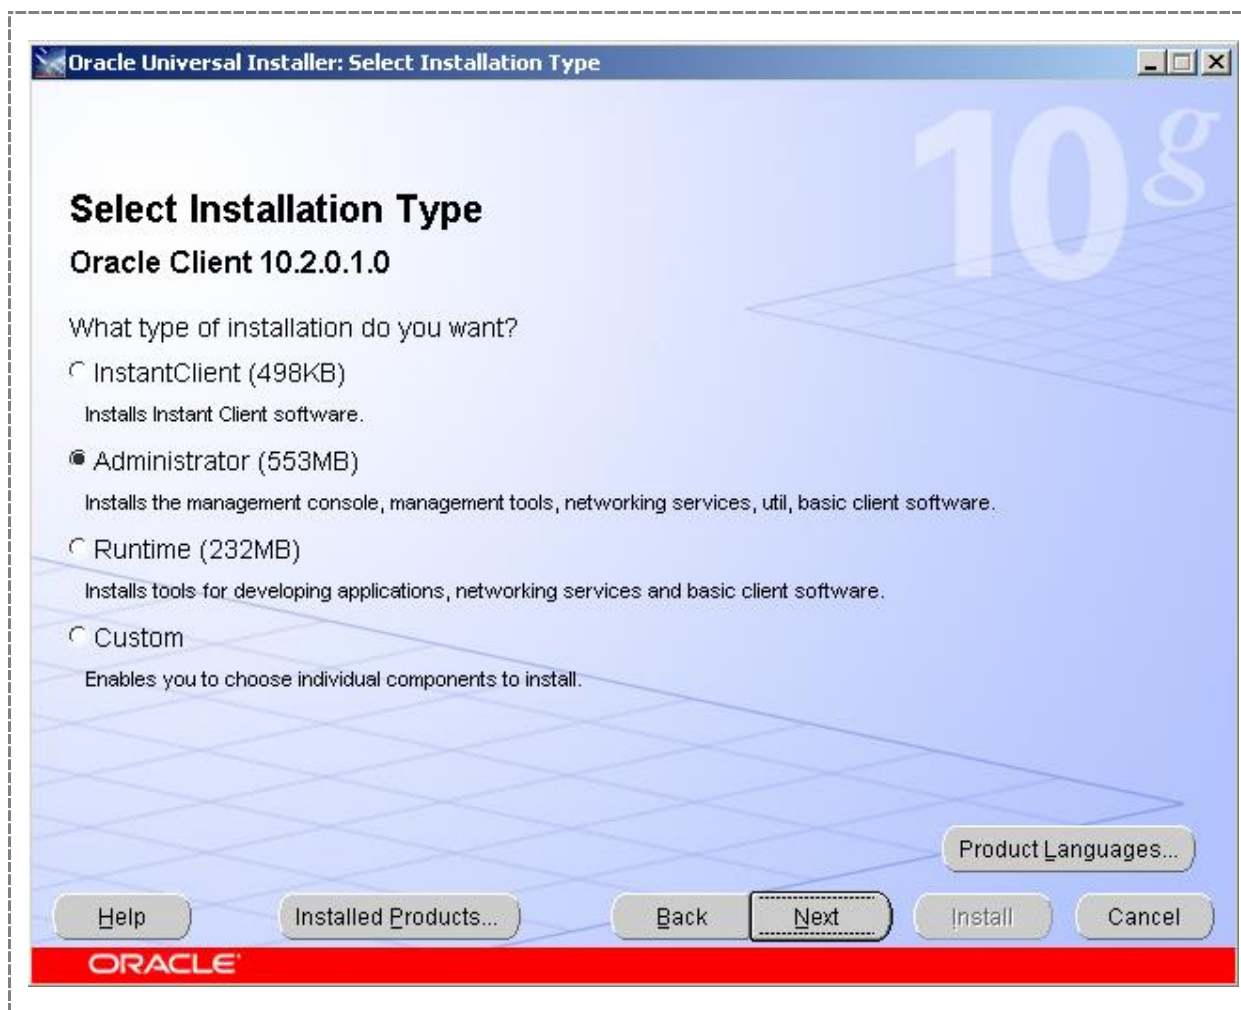 Oracle Universal Installer: Select Installation Type
10g
Select Installation Type
Oracle Client 10.2.0.1.0
What type of installation do you want?
InstantClient (498KB)
Installs Instant Client software.
Administrator (553MB)
Installs the management console, management tools, networking services, util, basic client software.
Runtime (232MB)
Installs tools for developing applications, networking services and basic client software.
Custom
Enables you to choose individual components to install.
Product Languages...
Help Installed Products... Back Next Install Cancel
ORACLE